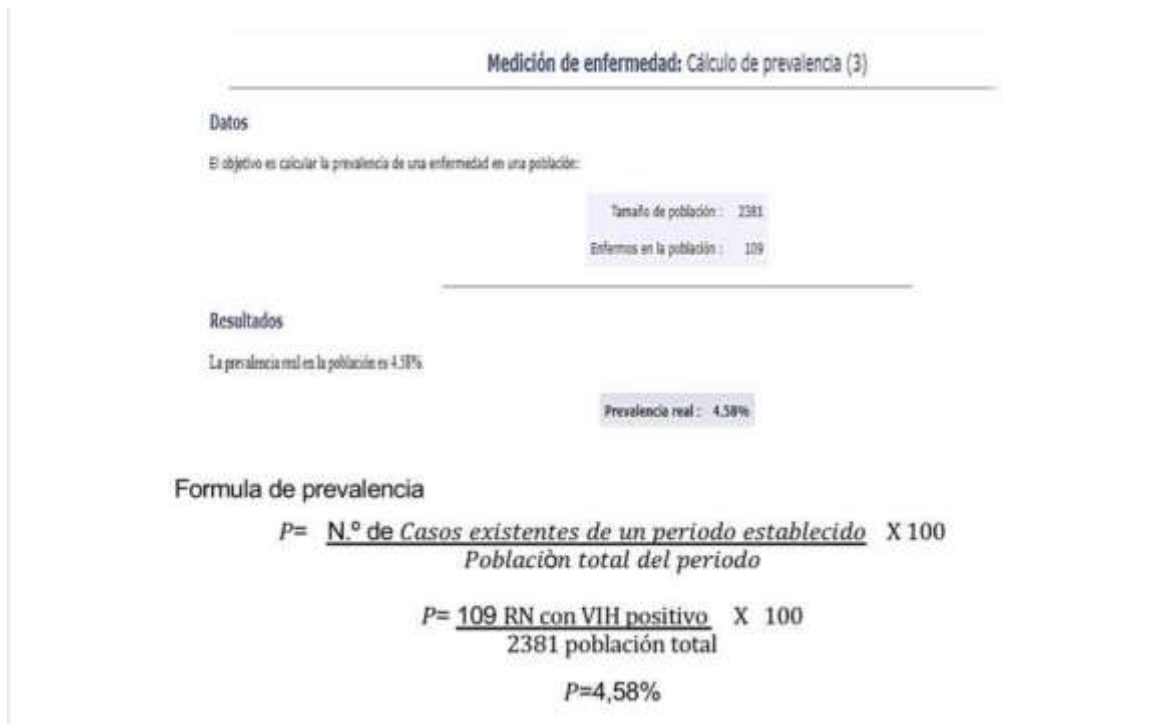 Medición de enfermedad: Cálculo de prevalencia (3)
Datos
El objetivo es calcular la prevalencia de una enfermedad en una población:
Tamaño de población : 2381
Enfermos en la población : 109
Resultados
La prevalencia real en la población es 4.58%
Prevalencia real : 4.58%
Formula de prevalencia
P= N.º de Casos existentes de un periodo establecido X 100
Poblaciòn total del periodo
P= 109 RN con VIH positivo X 100
2381 población total
P=4,58%